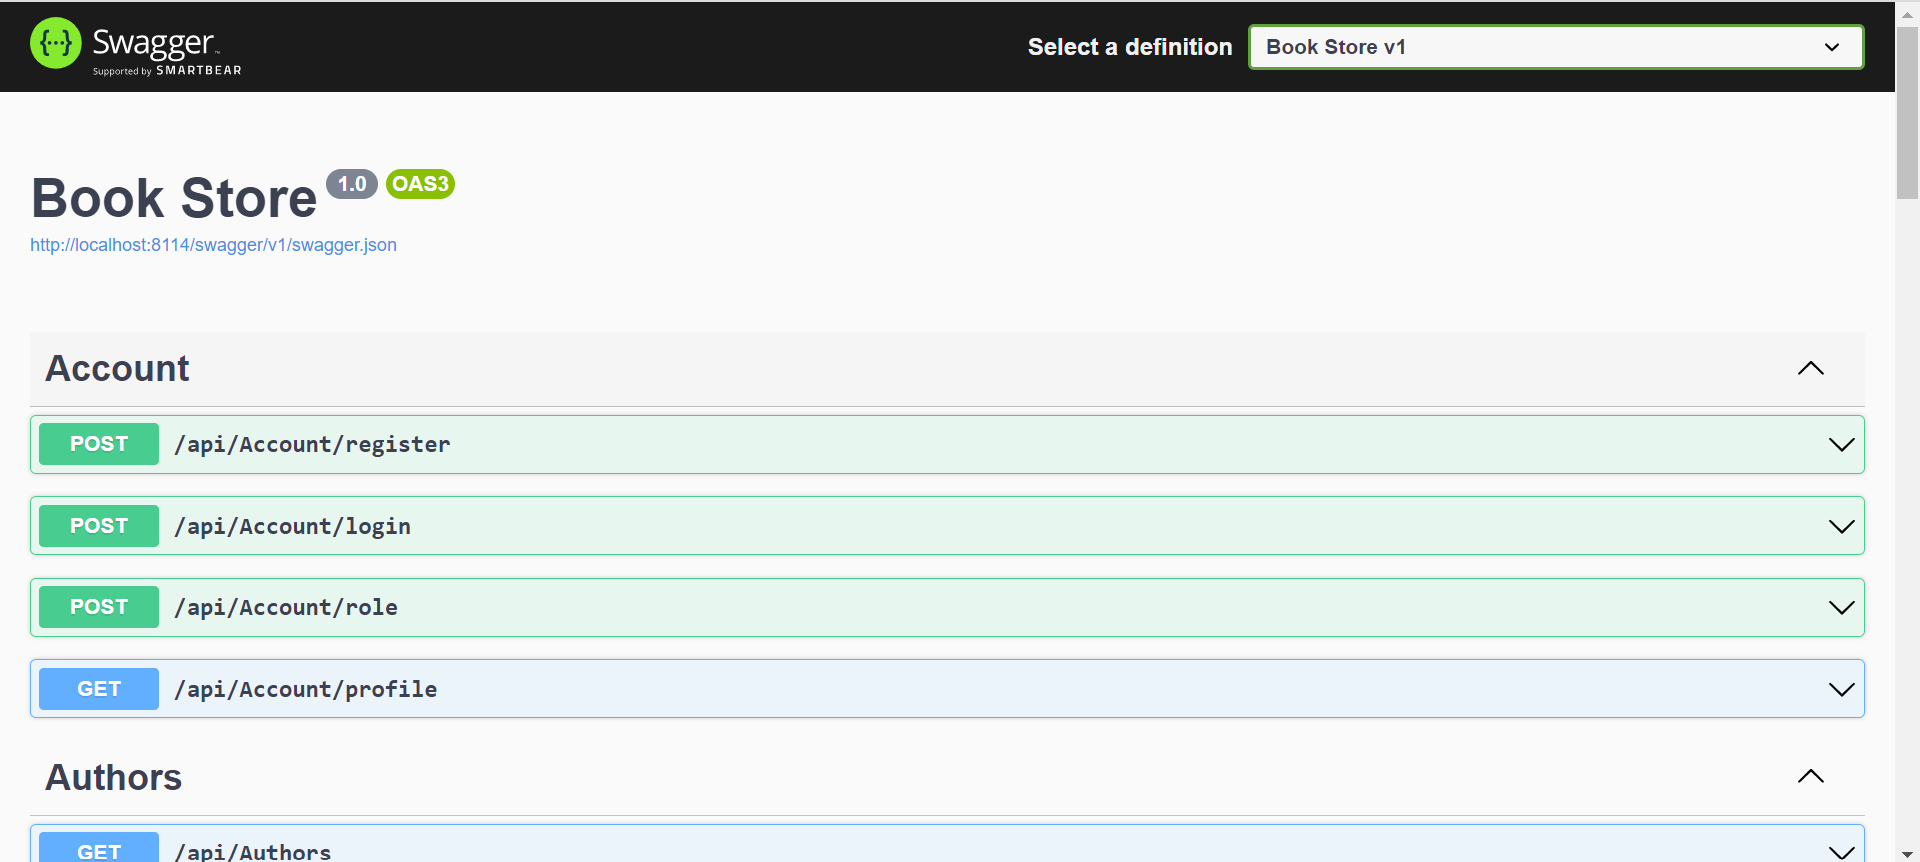 Swagger™
Supported by SMARTBEAR
Select a definition
Book Store v1
Book Store 1.0 OAS3
http://localhost:8114/swagger/v1/swagger.json
Account
POST /api/Account/register
POST /api/Account/login
POST /api/Account/role
GET /api/Account/profile
Authors
GET /api/Authors